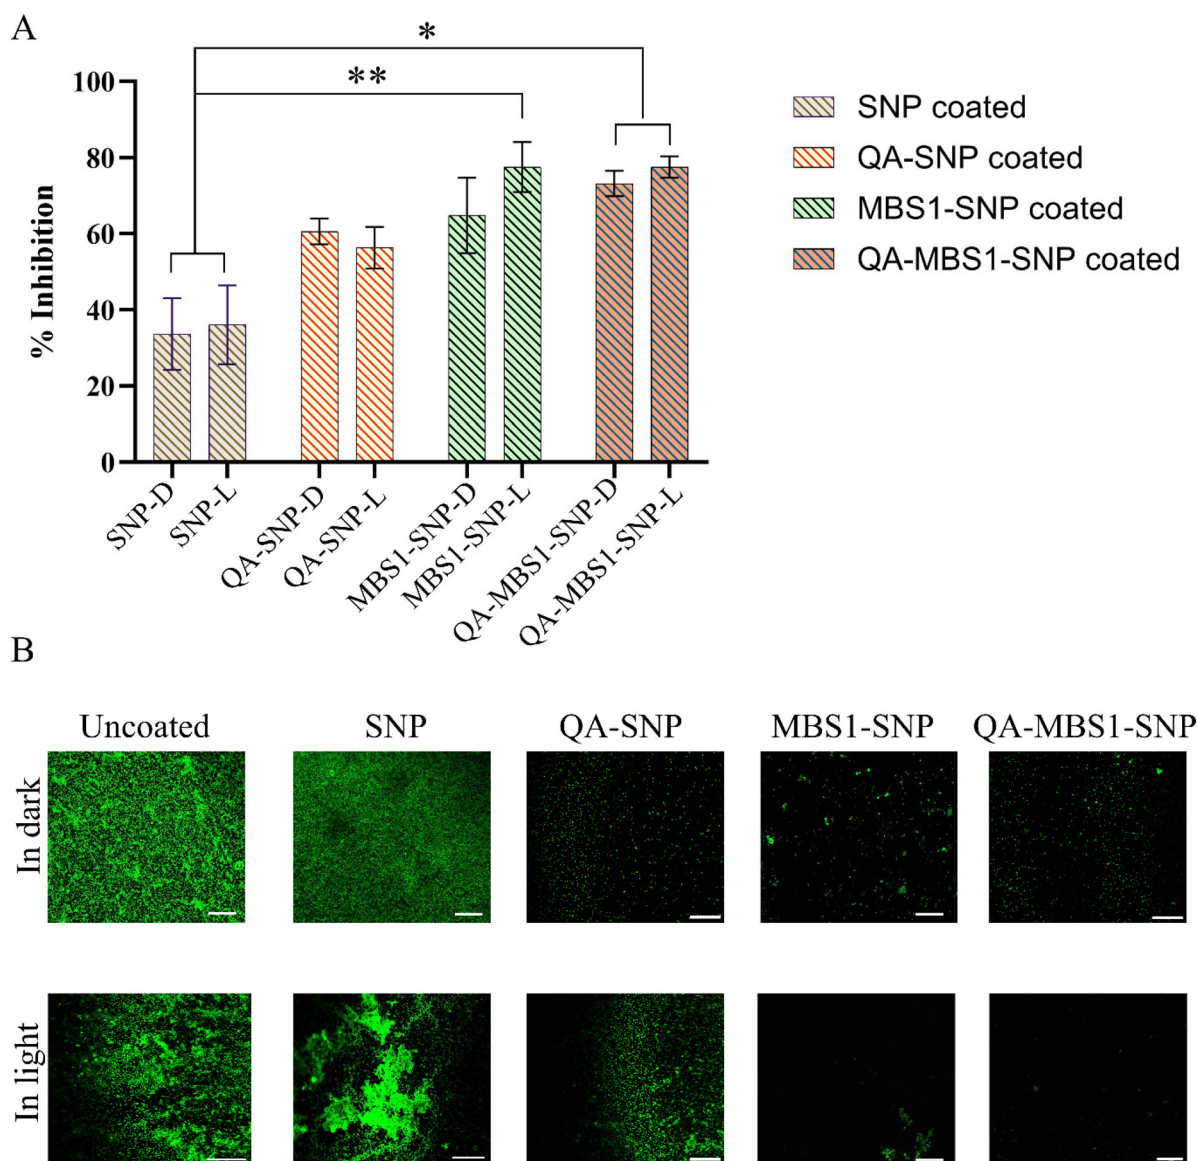 A
*
**
100
80
60
40
20
0
% Inhibition
SNP-D
SNP-L
QA-SNP-D
QA-SNP-L
MBS1-SNP-D
MBS1-SNP-L
QA-MBS1-SNP-D
QA-MBS1-SNP-L
SNP coated
QA-SNP coated
MBS1-SNP coated
QA-MBS1-SNP coated
B
Uncoated
SNP
QA-SNP
MBS1-SNP
QA-MBS1-SNP
In dark
In light